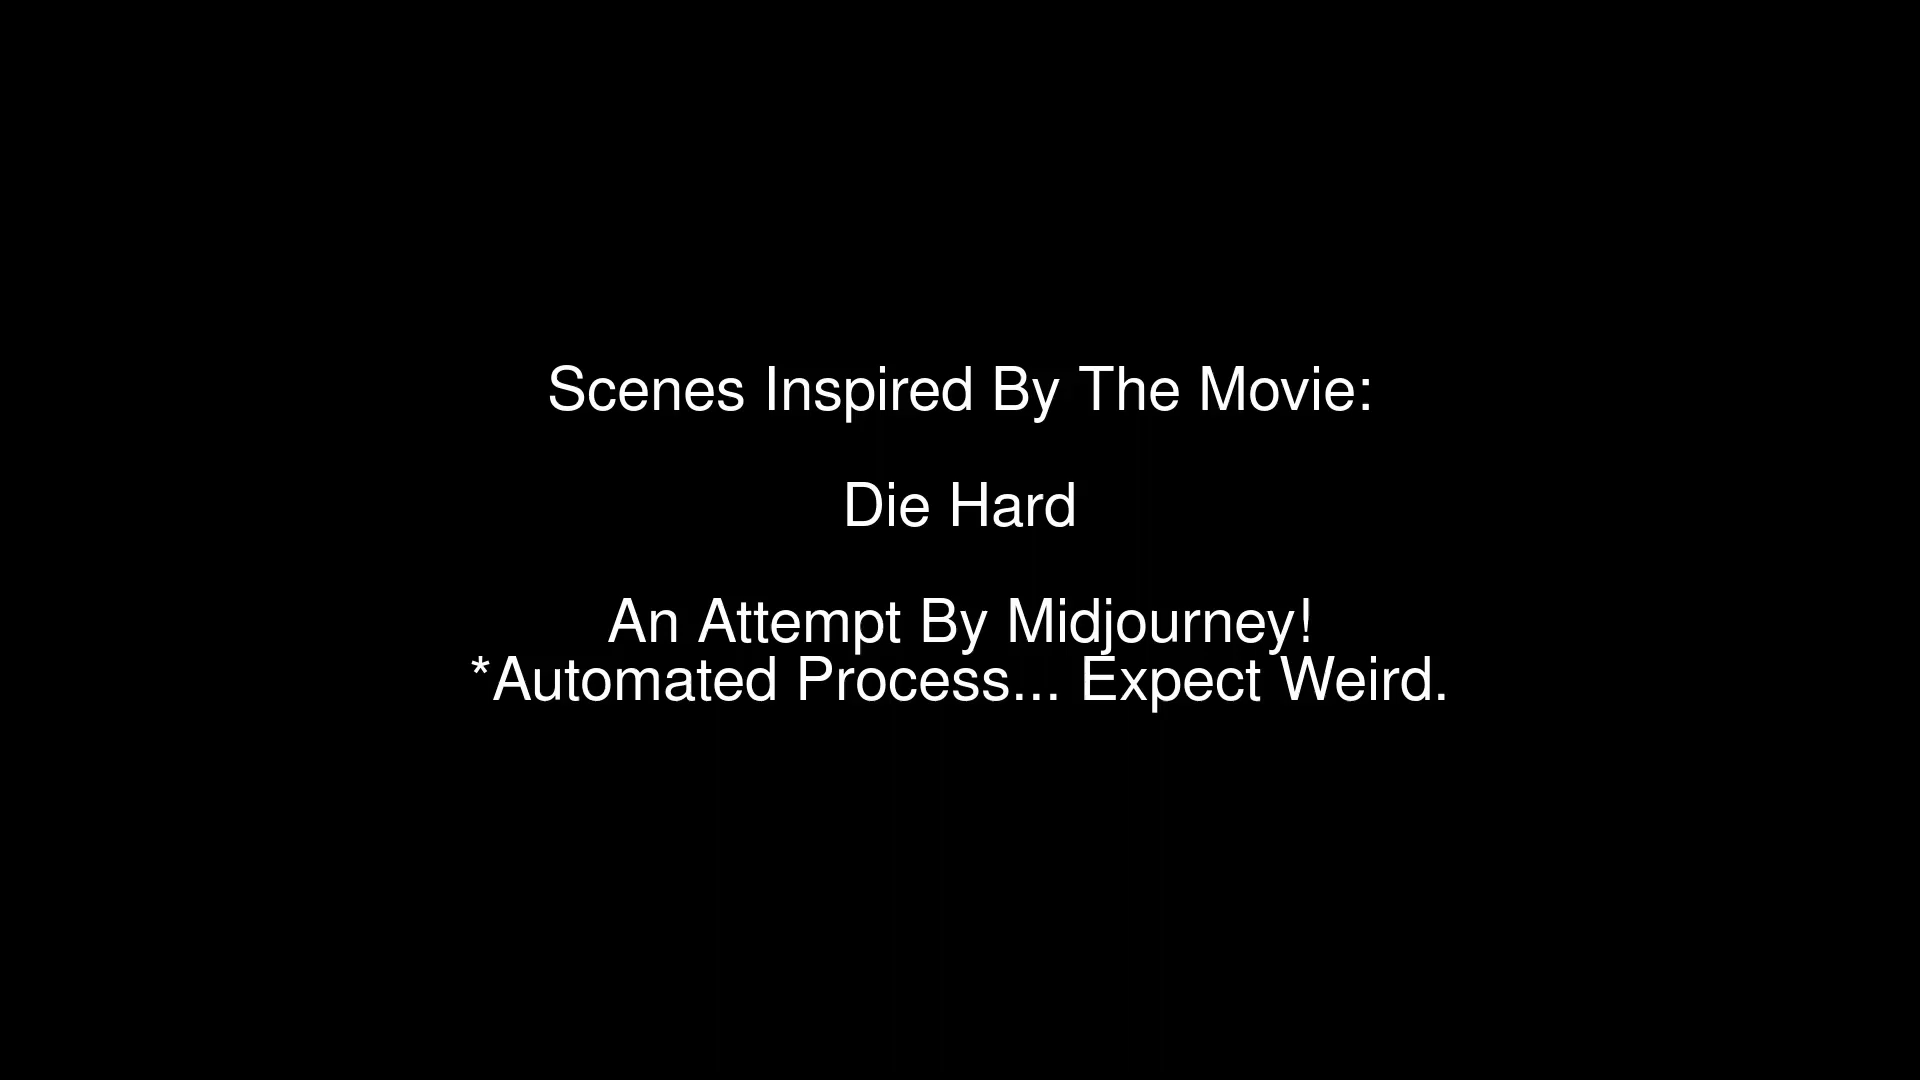 Scenes Inspired By The Movie:
Die Hard
An Attempt By Midjourney!
*Automated Process... Expect Weird.